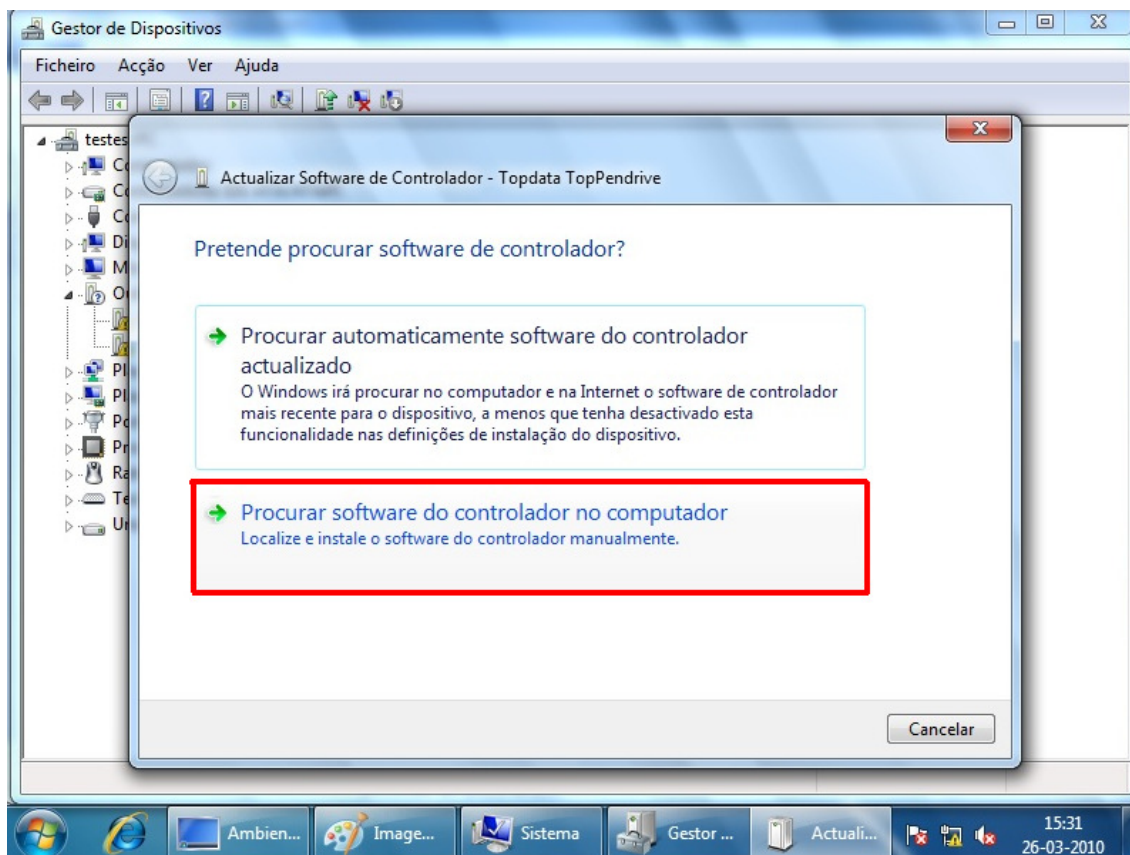 Gestor de Dispositivos
Ficheiro Acção Ver Ajuda
testes
Actualizar Software de Controlador - Topdata TopPendrive
Pretende procurar software de controlador?
Procurar automaticamente software do controlador
actualizado
O Windows irá procurar no computador e na Internet o software de controlador
mais recente para o dispositivo, a menos que tenha desactivado esta
funcionalidade nas definições de instalação do dispositivo.
Procurar software do controlador no computador
Localize e instale o software do controlador manualmente.
Cancelar
Ambien... Image... Sistema Gestor ... Actuali...
15:31
26-03-2010